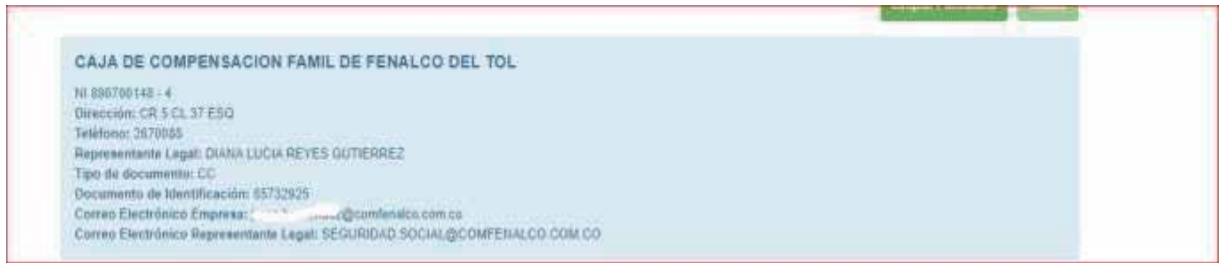 CAJA DE COMPENSACION FAMIL DE FENALCO DEL TOL
NI 890700148 - 4
Dirección: CR 5 CL 37 ESQ
Teléfono: 2670088
Representante Legal: DIANA LUCIA REYES GUTIERREZ
Tipo de documento: CC
Documento de Identificación: 65732925
Correo Electrónico Empresa: @comfenalco.com.co
Correo Electrónico Representante Legal: SEGURIDAD.SOCIAL@COMFENALCO.COM.CO